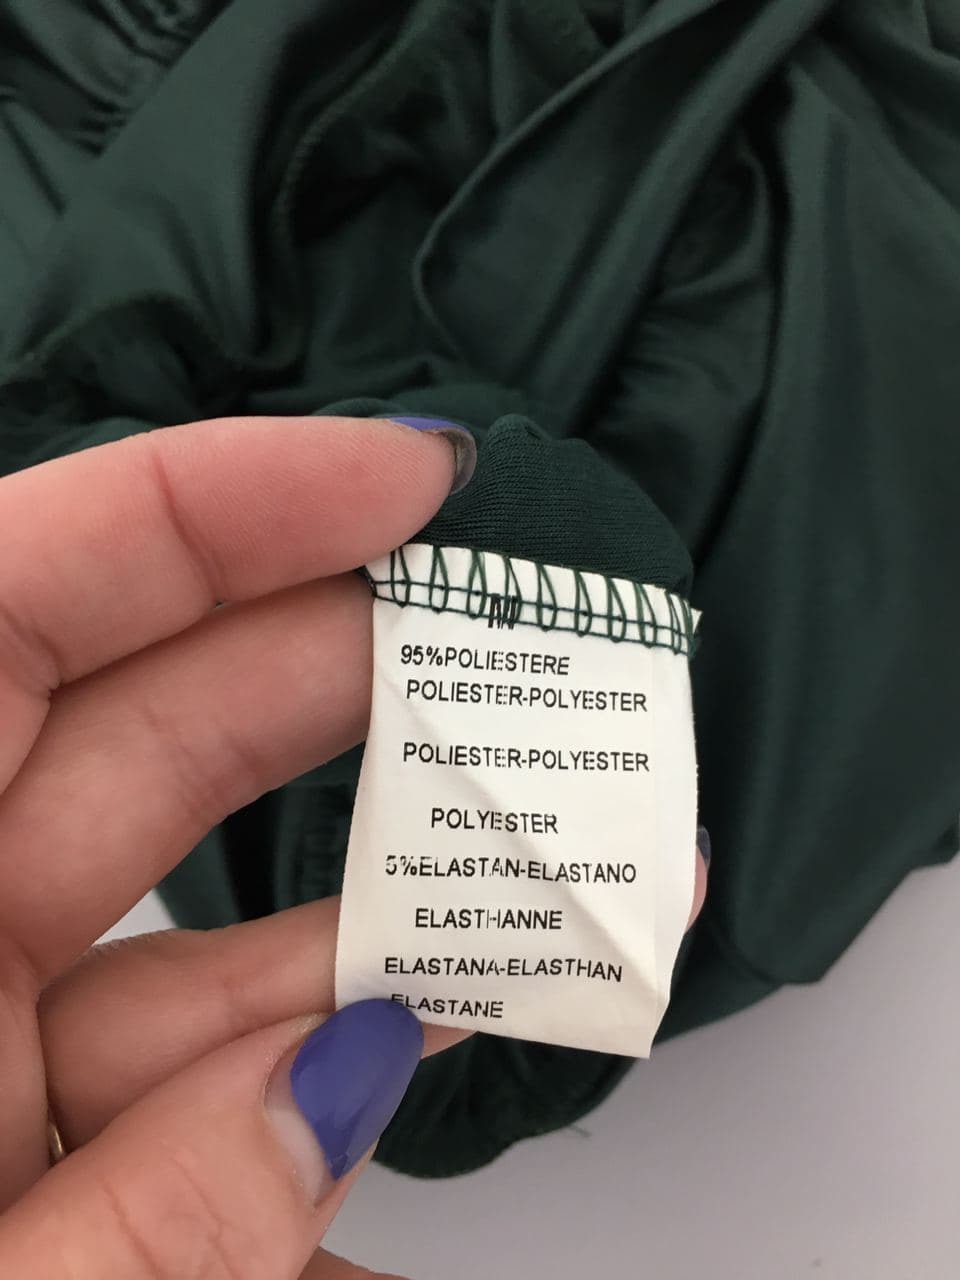 M
95%POLIESTERE
POLIESTER-POLYESTER
POLIESTER-POLYESTER
POLYESTER
5%ELASTAN-ELASTANO
ELASTHANNE
ELASTANA-ELASTHAN
ELASTANE